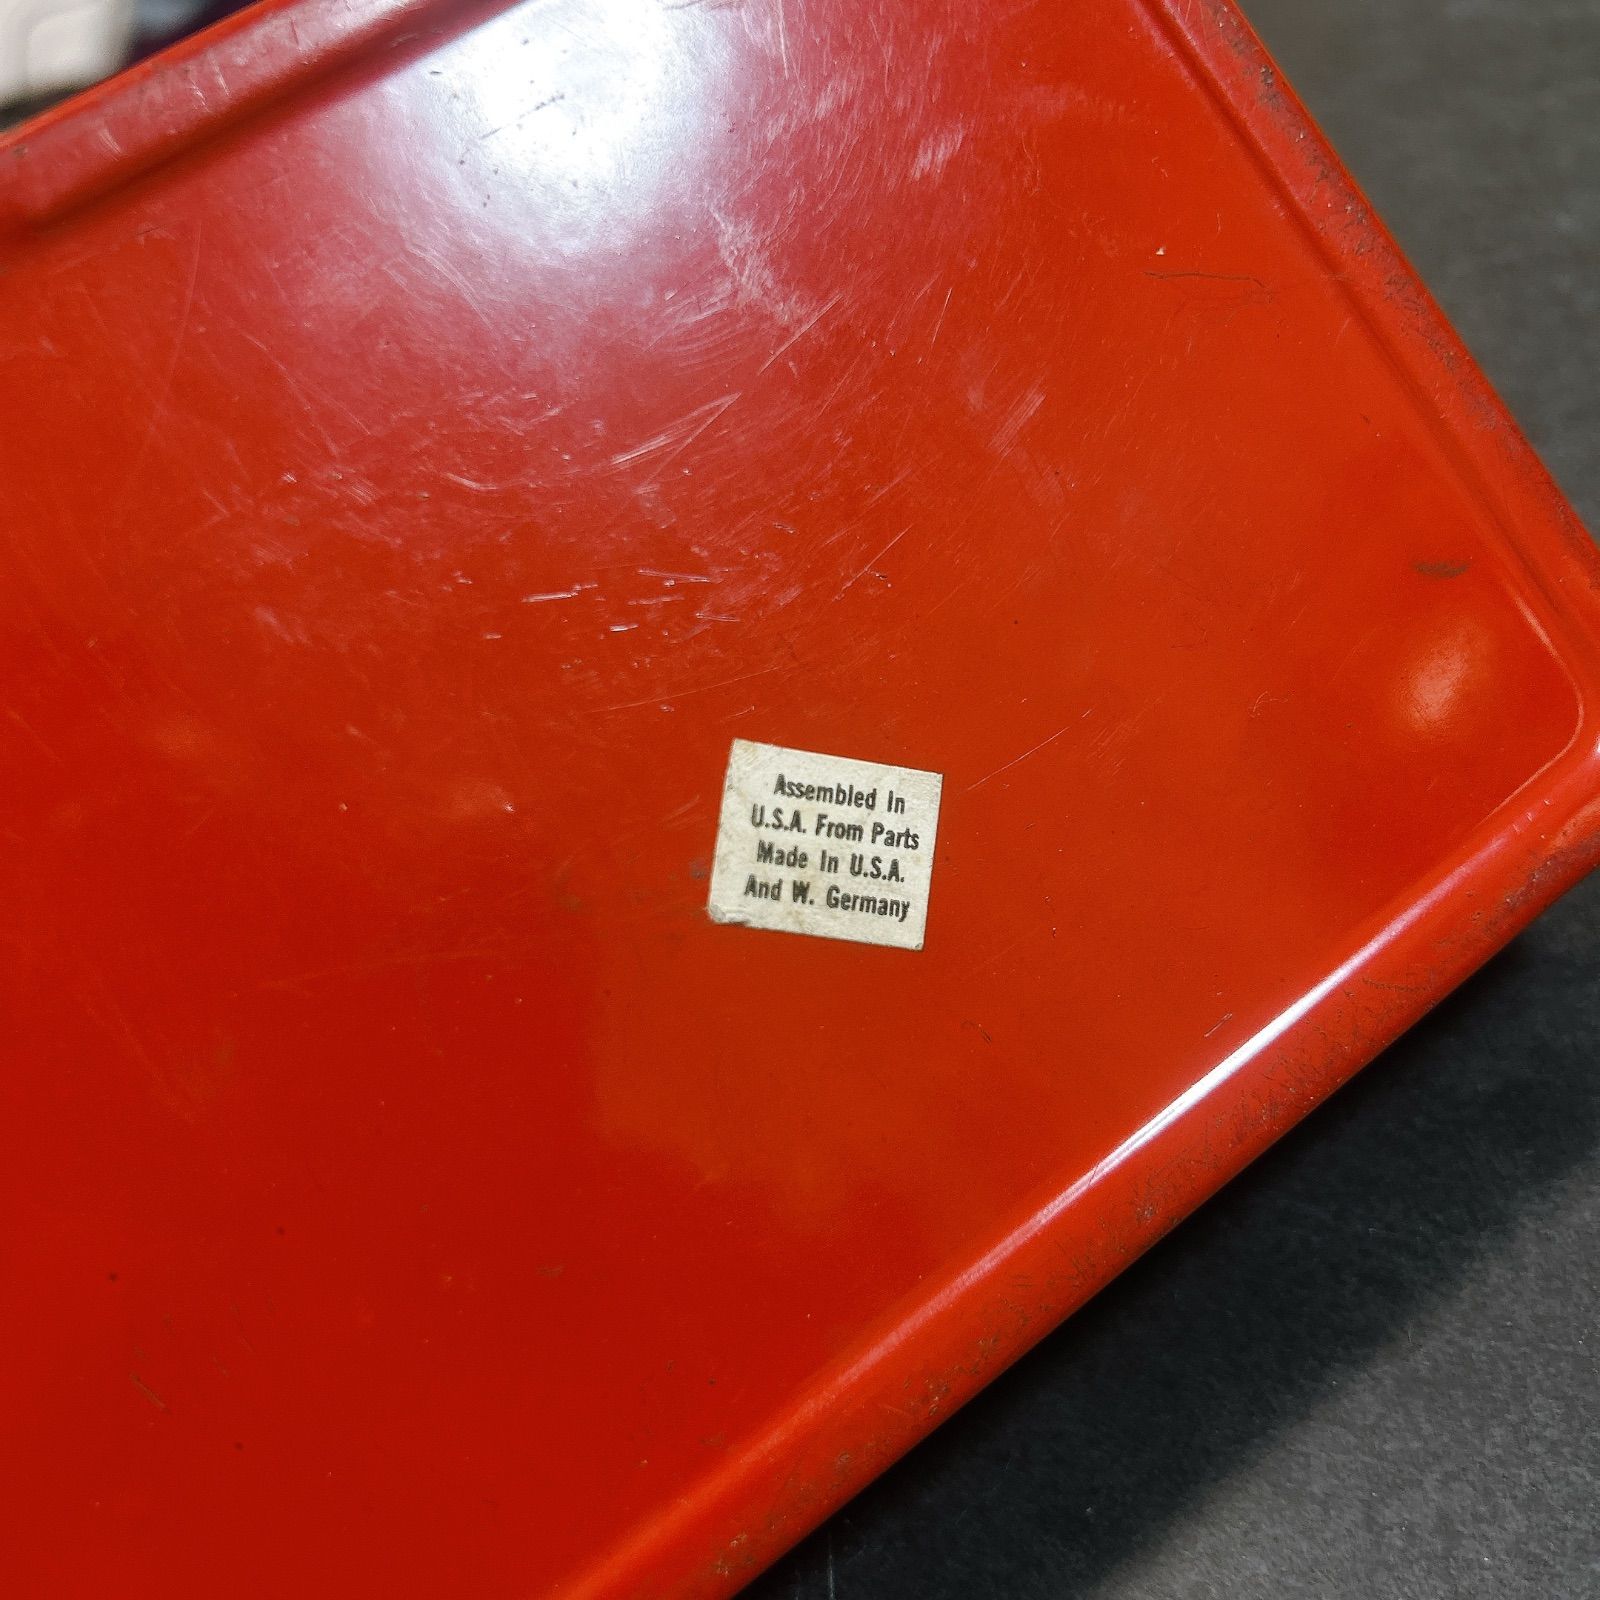 Assembled In
U.S.A. From Parts
Made In U.S.A.
And W. Germany